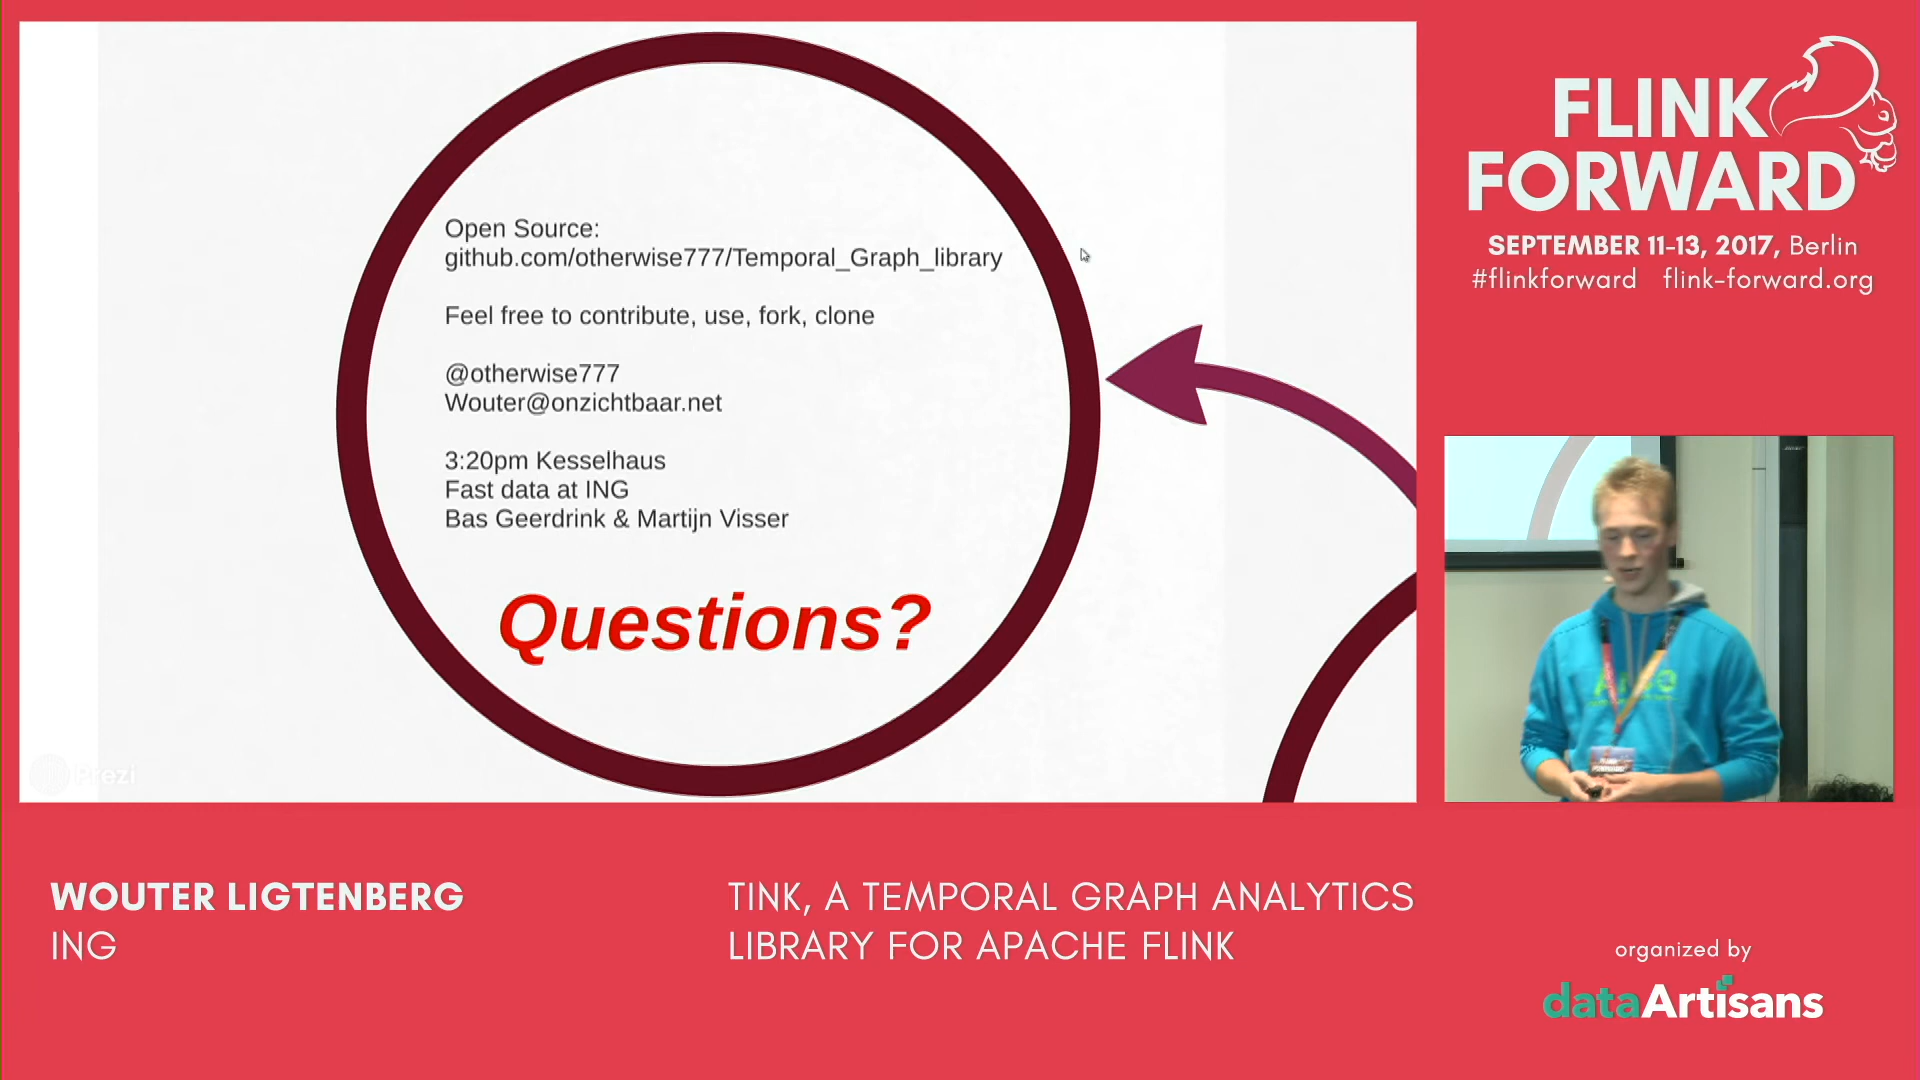 Open Source:
github.com/otherwise777/Temporal_Graph_library
Feel free to contribute, use, fork, clone
@otherwise777
Wouter@onzichtbaar.net
3:20pm Kesselhaus
Fast data at ING
Bas Geerdrink & Martijn Visser
Questions?
Prezi
FLINK
FORWARD
SEPTEMBER 11-13, 2017, Berlin
#flinkforward flink-forward.org
WOUTER LIGTENBERG
ING
TINK, A TEMPORAL GRAPH ANALYTICS
LIBRARY FOR APACHE FLINK
organized by
dataArtisans